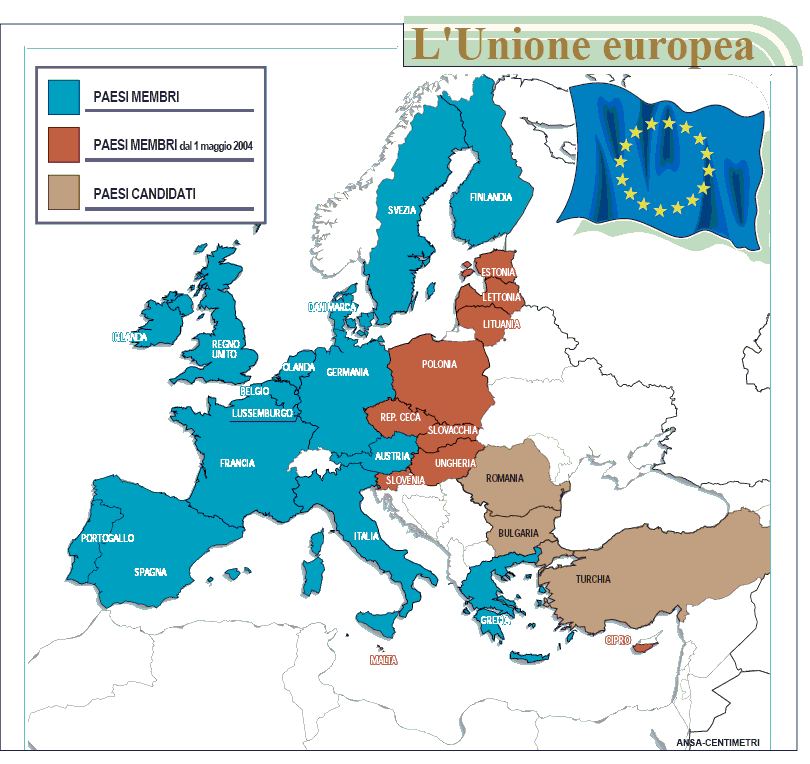 L'Unione europea
PAESI MEMBRI
PAESI MEMBRI dal 1 maggio 2004
PAESI CANDIDATI
FINLANDIA
SVEZIA
ESTONIA
LETTONIA
DANIMARCA
LITUANIA
IRLANDA
REGNO
UNITO
POLONIA
OLANDA
GERMANIA
BELGIO
LUSSEMBURGO
REP. CECA
SLOVACCHIA
AUSTRIA
FRANCIA
UNGHERIA
SLOVENIA
ROMANIA
BULGARIA
ITALIA
PORTOGALLO
SPAGNA
TURCHIA
GRECIA
CIPRO
MALTA
ANSA-CENTIMETRI